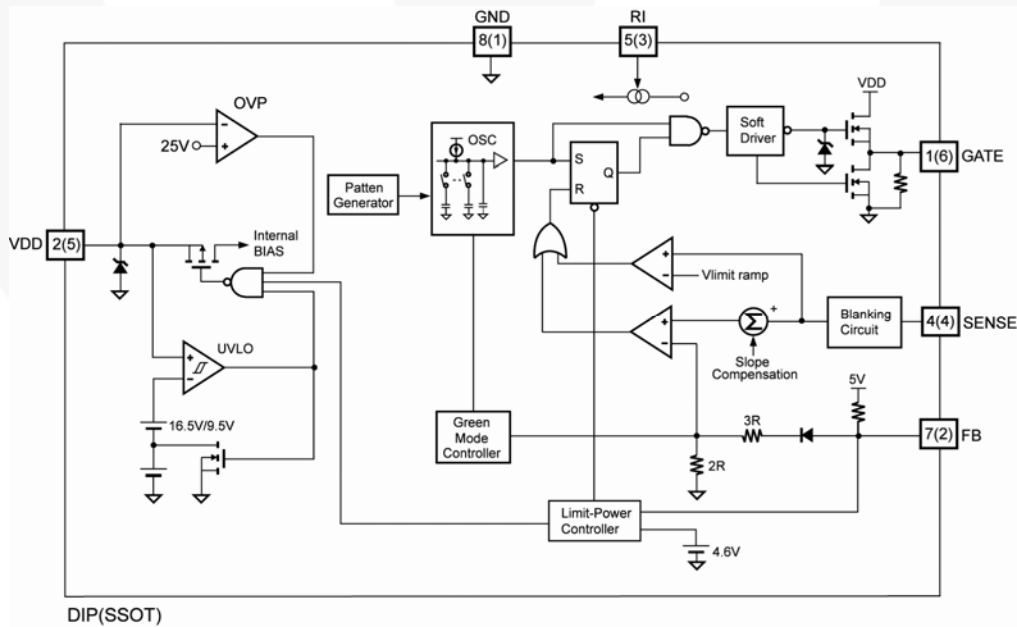 GND
8(1)
RI
5(3)
OVP
25V
-
+
VDD
Soft
Driver
1(6)
GATE
OSC
Patten
Generator
S
Q
R
Internal
BIAS
VDD
2(5)
+
-
Vlimit ramp
Blanking
Circuit
4(4)
SENSE
+
-
Σ
+
Slope
Compensation
UVLO
+
-
16.5V/9.5V
5V
3R
7(2)
FB
Green
Mode
Controller
2R
Limit-Power
Controller
4.6V
DIP(SSOT)